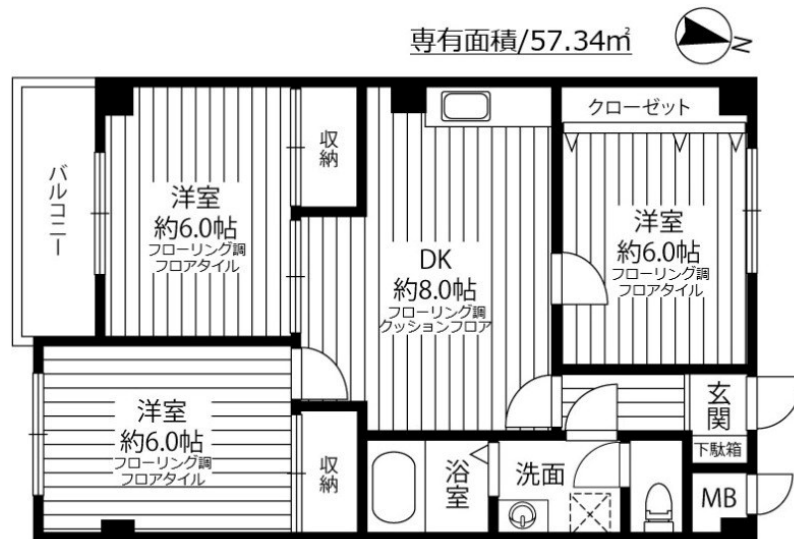 専有面積/57.34㎡
N
クローゼット
収納
バルコニー
洋室
約6.0帖
フローリング調
フロアタイル
DK
約8.0帖
フローリング調
クッションフロア
洋室
約6.0帖
フローリング調
フロアタイル
洋室
約6.0帖
フローリング調
フロアタイル
収納
浴室
洗面
玄関
下駄箱
MB